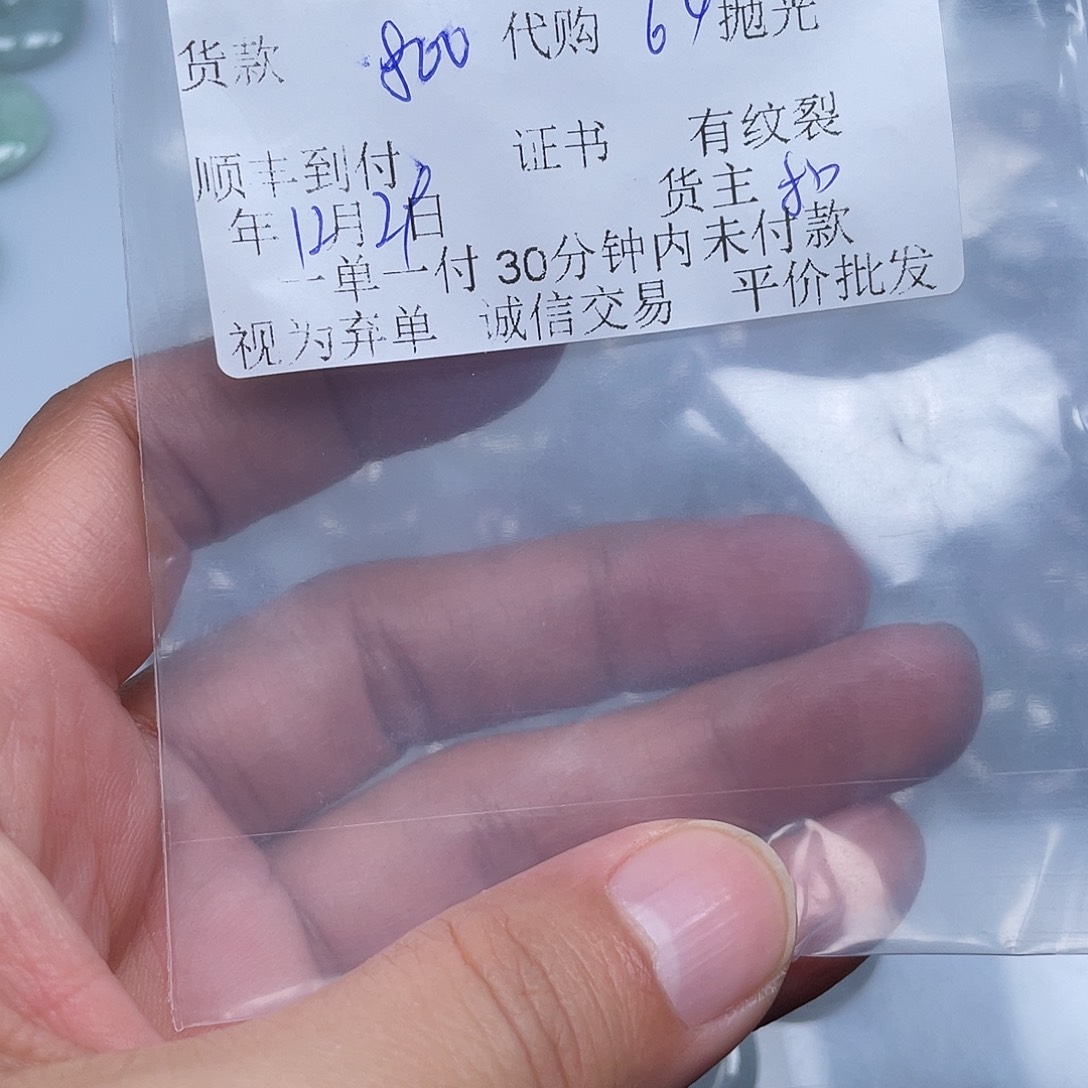 货款 800 代购 64 抛光
顺丰到付 证书 有纹裂
年12月28日 货主
一单一付 30分钟内未付款
视为弃单 诚信交易 平价批发